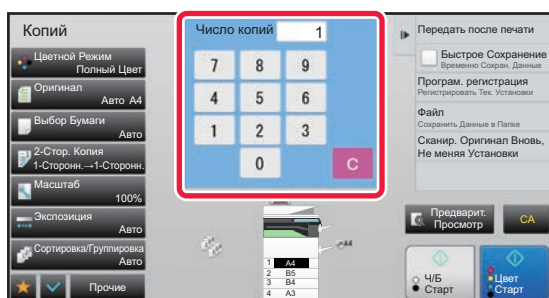 Копий
Цветной Режим
Полный Цвет
Оригинал
Авто A4
Выбор Бумаги
Авто
2-Стор. Копия
1-Сторонн.→1-Сторонн.
Масштаб
100%
Экспозиция
Авто
Сортировка/Группировка
Авто
Прочие
Число копий 1
7 8 9
4 5 6
1 2 3
0 C
A4
1 A4
2 B5
3 B4
4 A3
Передать после печати
Быстрое Сохранение
Временно Сохран. Данные
Програм. регистрация
Регистрировать Тек. Установки
Файл
Сохранить Данные в Папке
Сканир. Оригинал Вновь,
Не меняя Установки
Предварит.
Просмотр
CA
Ч/Б
Старт
Цвет
Старт